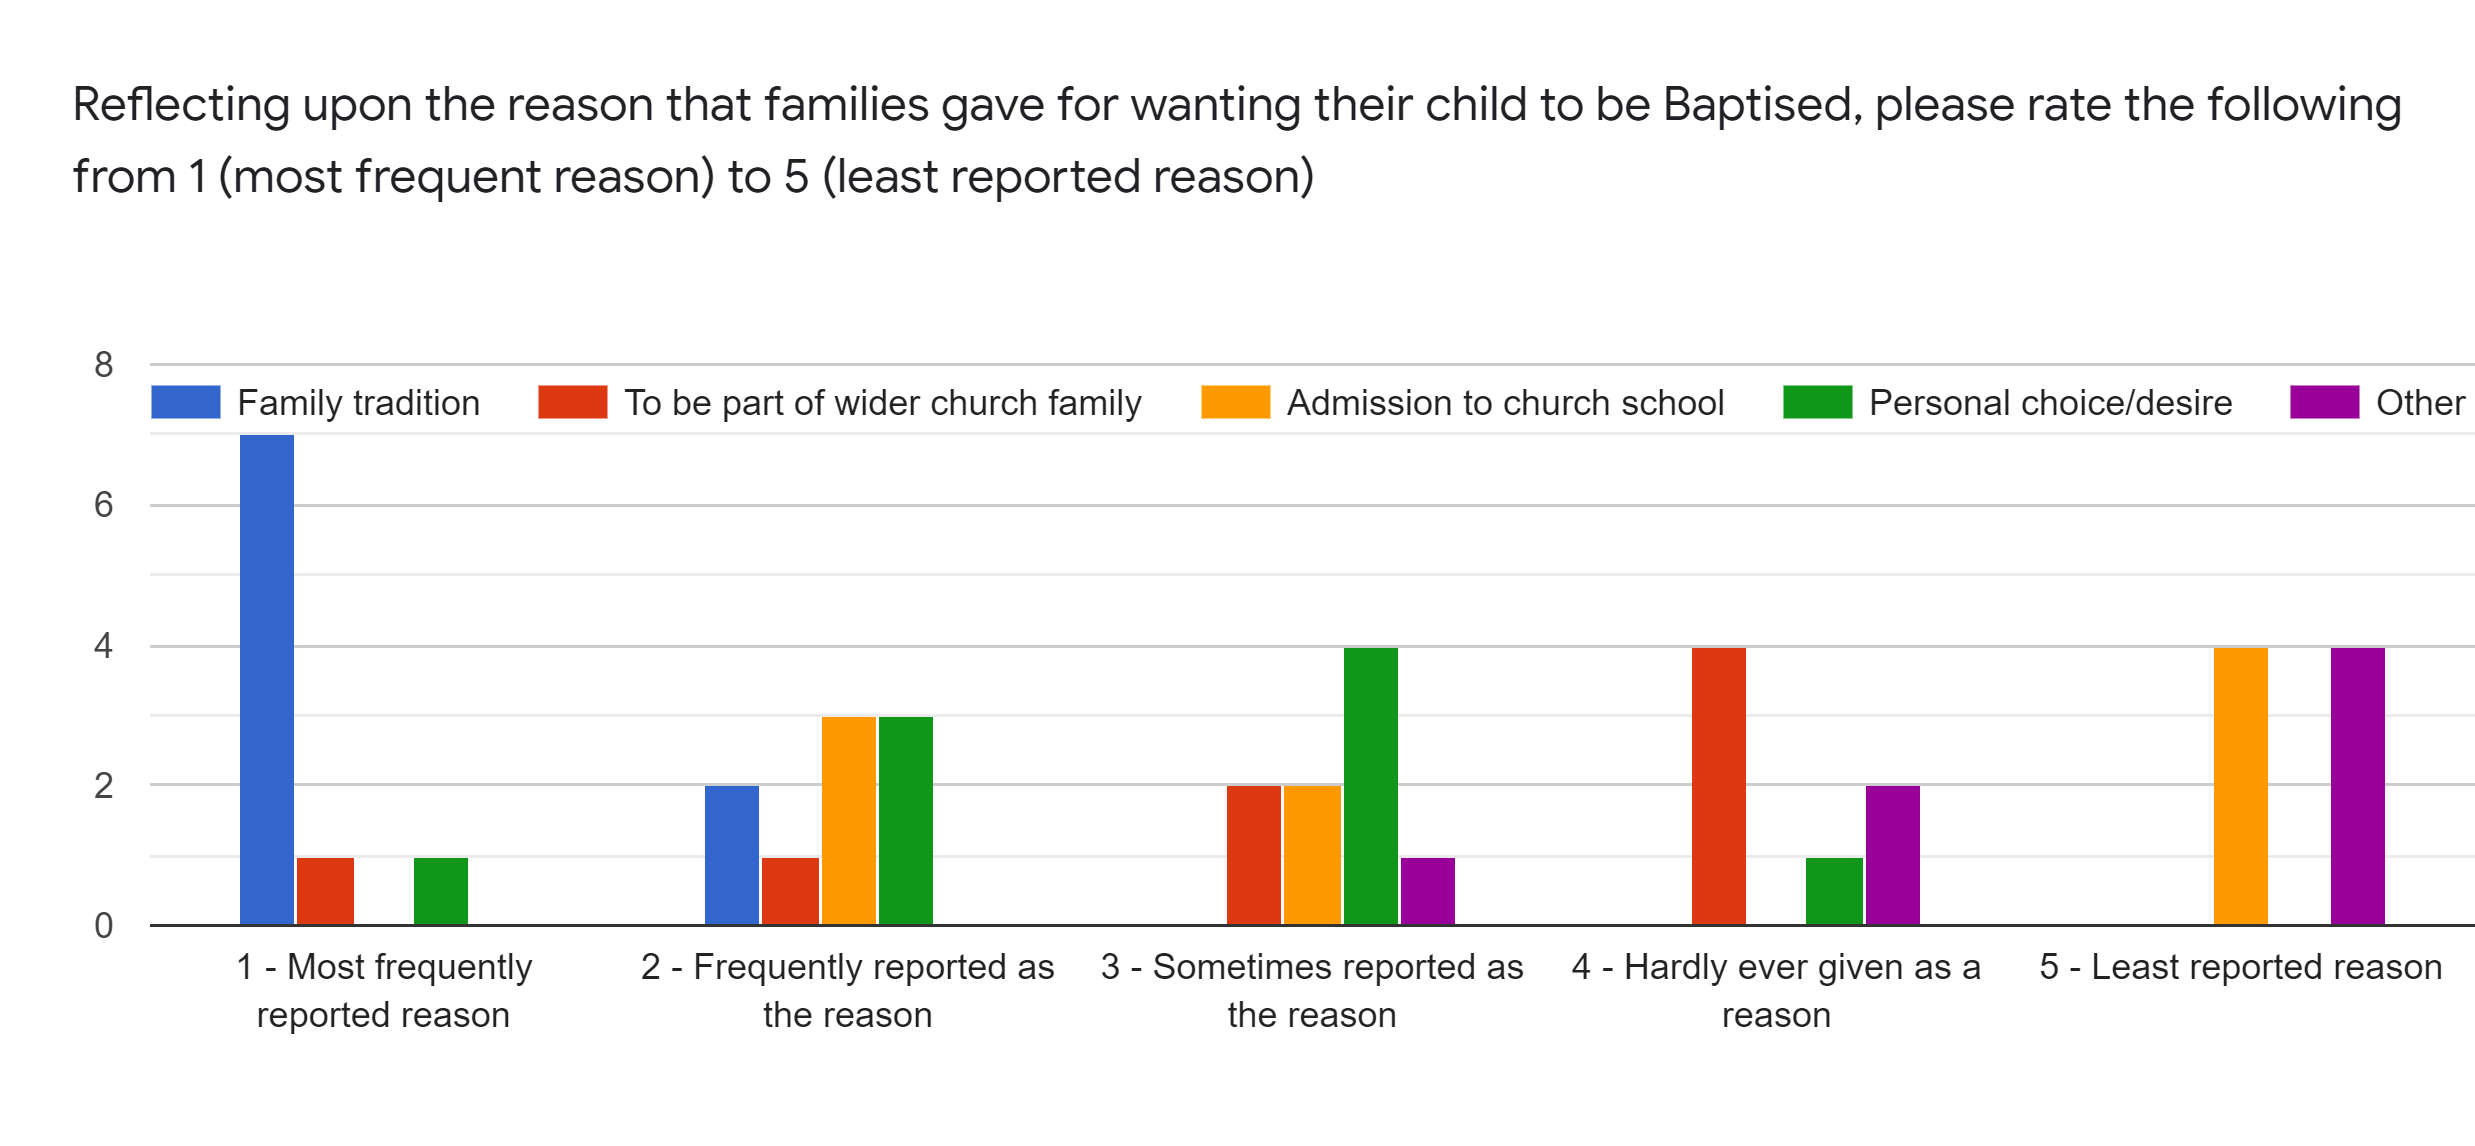 Reflecting upon the reason that families gave for wanting their child to be Baptised, please rate the following
from 1 (most frequent reason) to 5 (least reported reason)
8
Family tradition To be part of wider church family Admission to church school Personal choice/desire Other
6
4
2
0
1 - Most frequently 2 - Frequently reported as 3 - Sometimes reported as 4 - Hardly ever given as a 5 - Least reported reason
reported reason the reason the reason reason